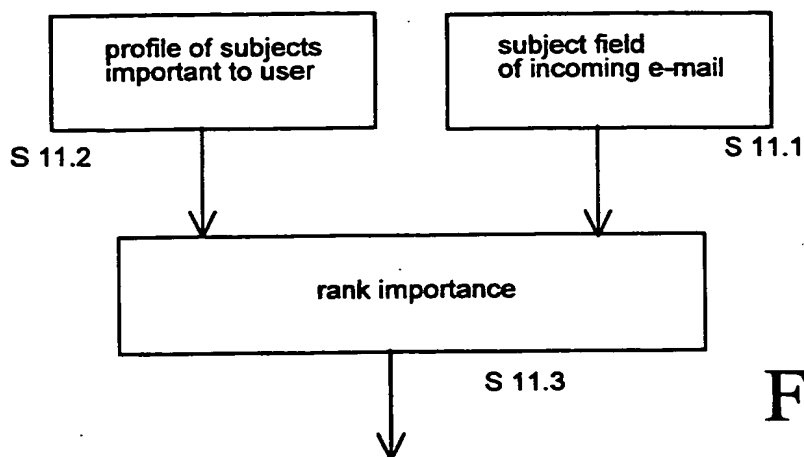 profile of subjects
important to user
subject field
of incoming e-mail
S 11.2
S 11.1
rank importance
S 11.3
F